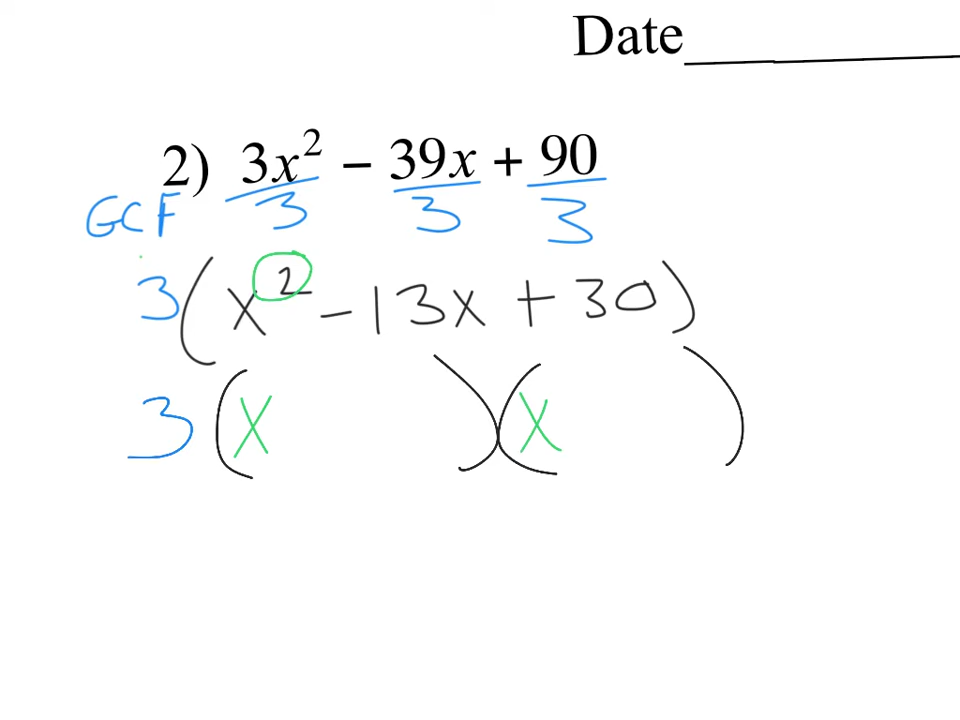 Date
2) 3x² − 39x + 90
GCF 3 3 3
3(x² − 13x + 30)
3(x )(x )